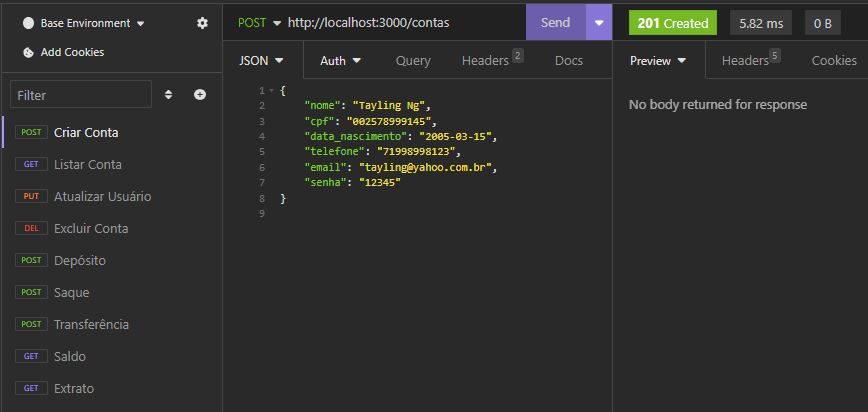 Base Environment
Add Cookies
Filter
POST Criar Conta
GET Listar Conta
PUT Atualizar Usuário
DEL Excluir Conta
POST Depósito
POST Saque
POST Transferência
GET Saldo
GET Extrato
POST http://localhost:3000/contas Send
JSON Auth Query Headers 2 Docs
1 {
2 "nome": "Tayling Ng",
3 "cpf": "002578999145",
4 "data_nascimento": "2005-03-15",
5 "telefone": "71998998123",
6 "email": "tayling@yahoo.com.br",
7 "senha": "12345"
8 }
9
201 Created 5.82 ms 0 B
Preview Headers 5 Cookies
No body returned for response